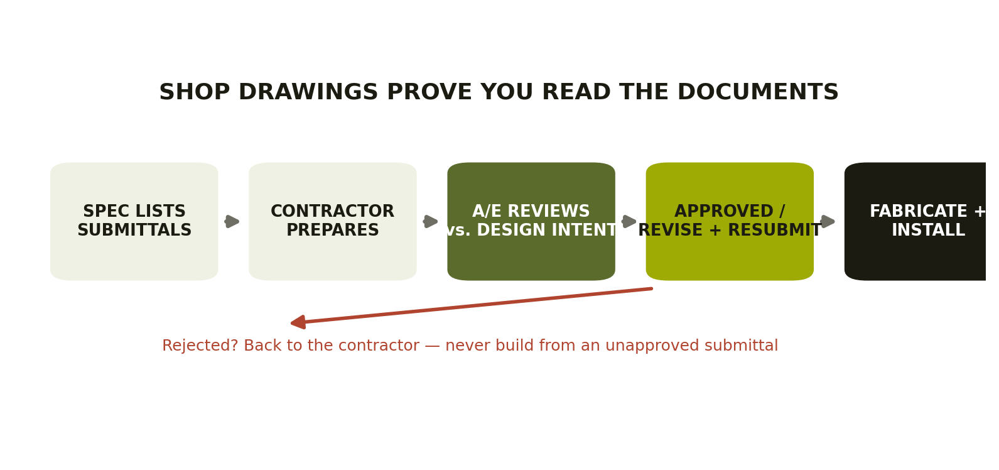 SHOP DRAWINGS PROVE YOU READ THE DOCUMENTS
SPEC LISTS
SUBMITTALS
CONTRACTOR
PREPARES
A/E REVIEWS
vs. DESIGN INTENT
APPROVED /
REVISE + RESUBMIT
FABRICATE +
INSTALL
Rejected? Back to the contractor — never build from an unapproved submittal